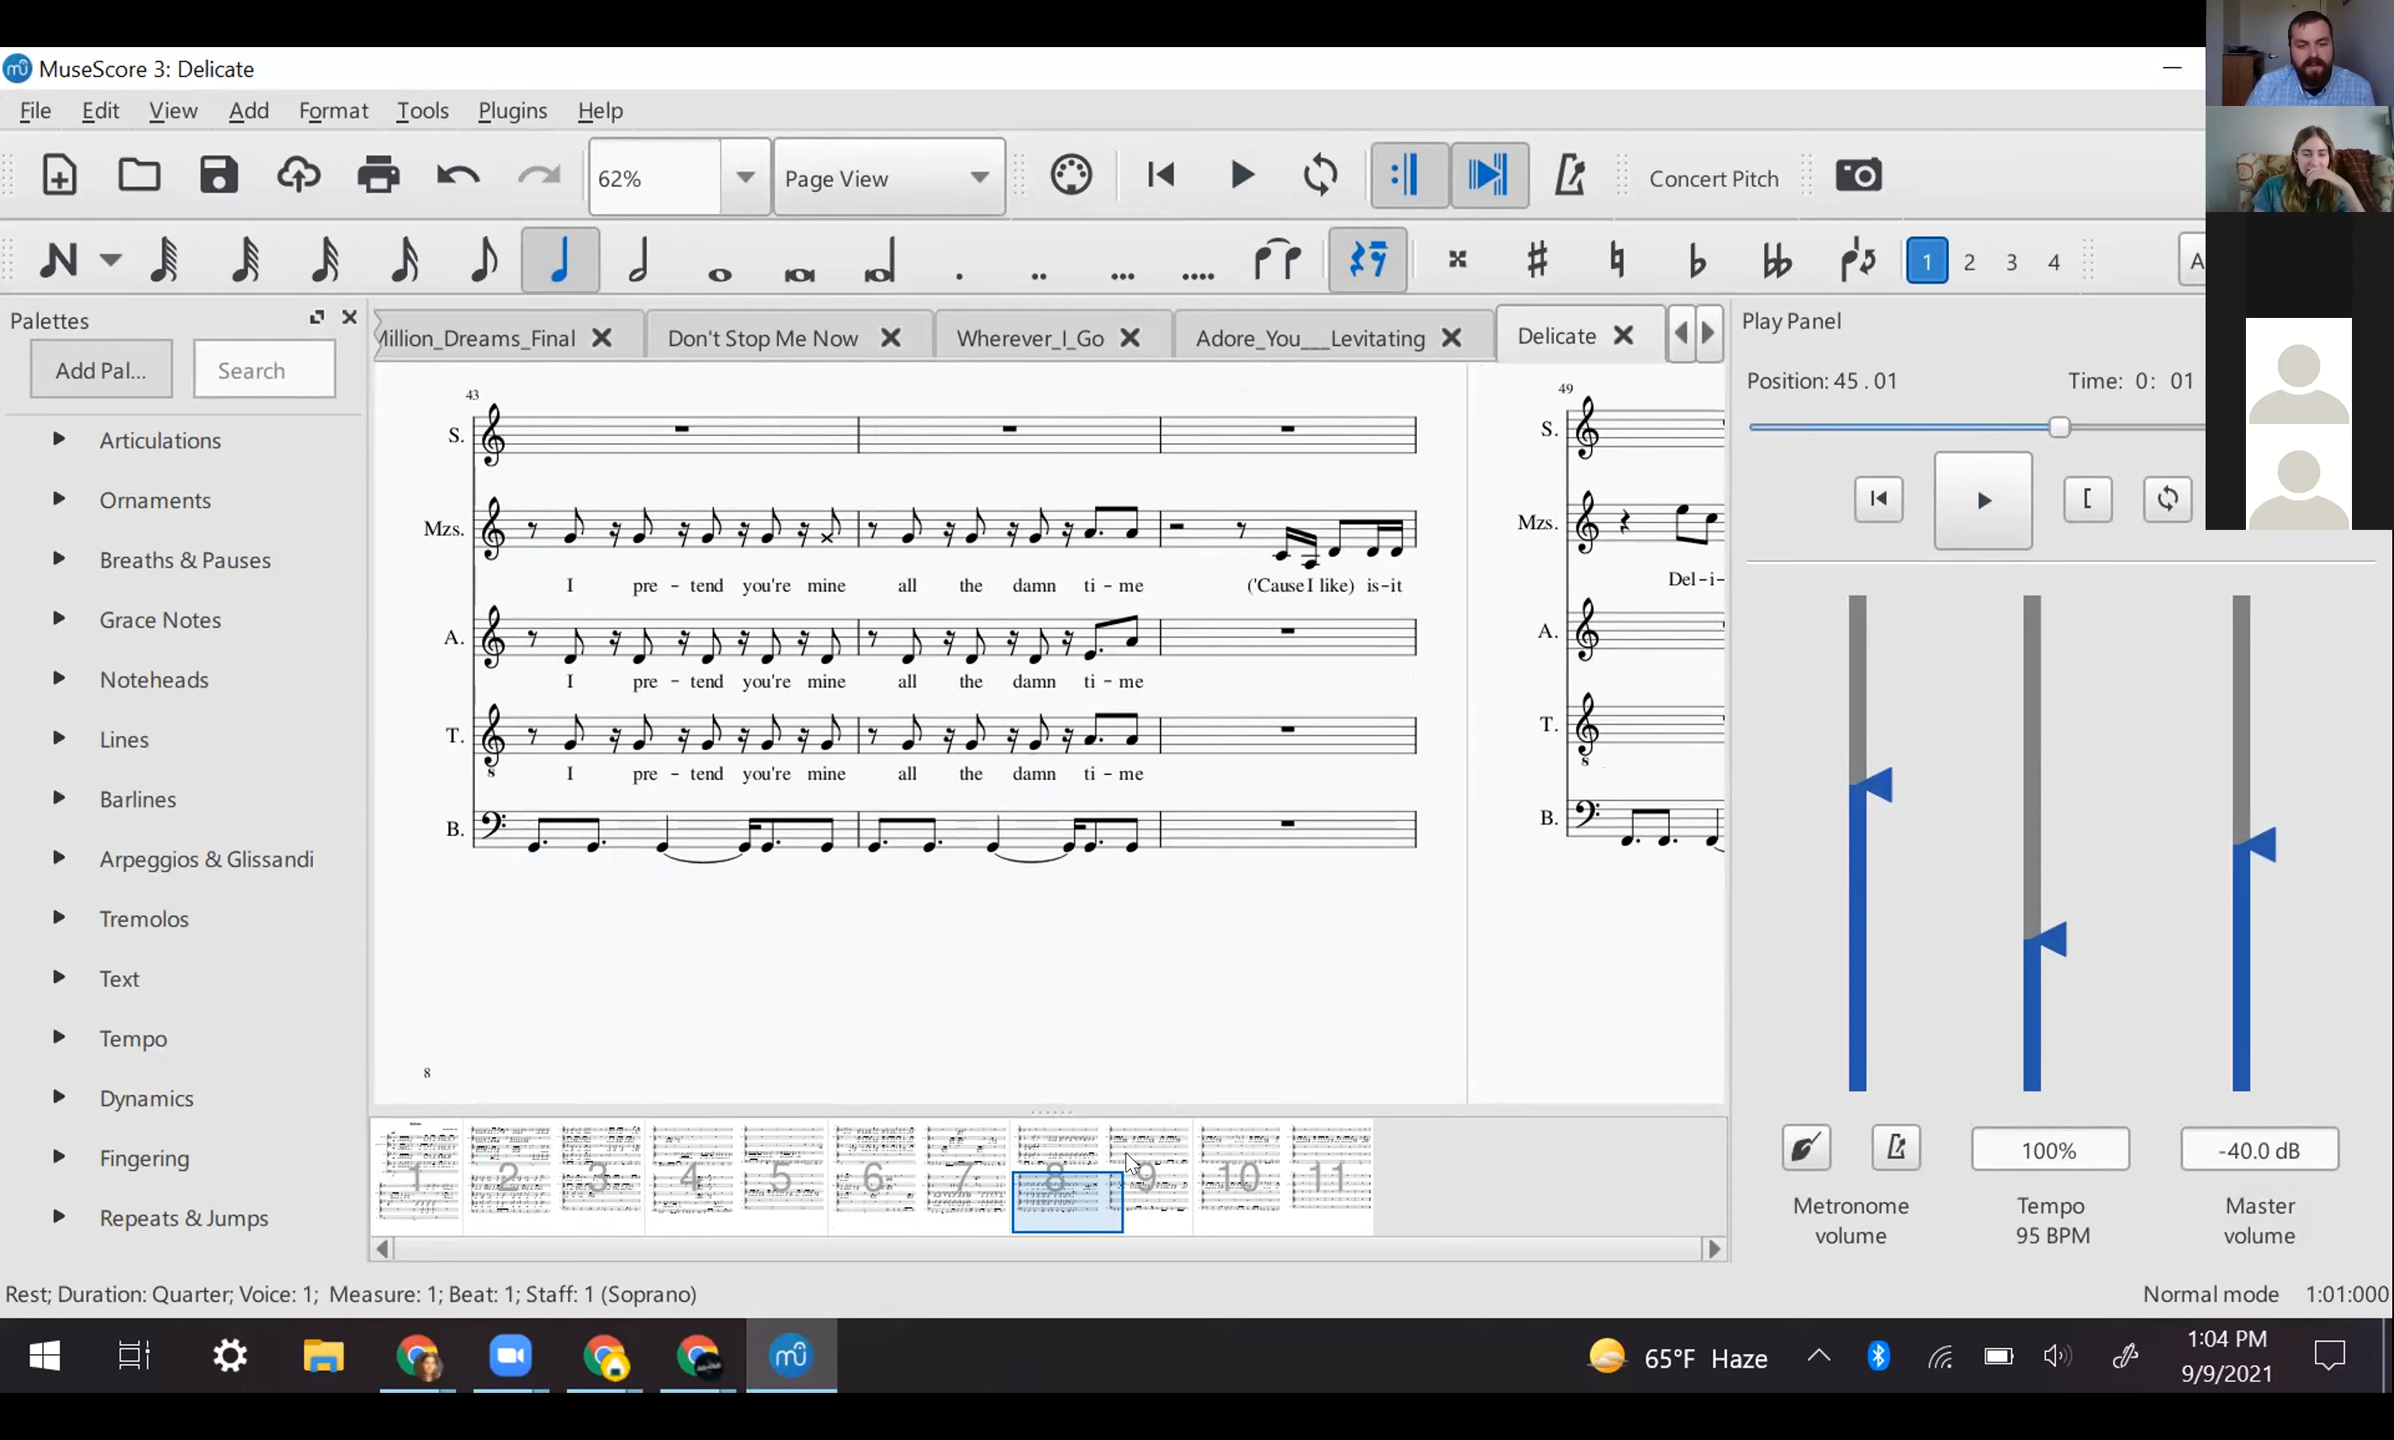 MuseScore 3: Delicate
File Edit View Add Format Tools Plugins Help
62% Page View Concert Pitch
1 2 3 4 A
Palettes
Add Pal... Search
Articulations
Ornaments
Breaths & Pauses
Grace Notes
Noteheads
Lines
Barlines
Arpeggios & Glissandi
Tremolos
Text
Tempo
Dynamics
Fingering
Repeats & Jumps
Million_Dreams_Final Don't Stop Me Now Wherever_I_Go Adore_You___Levitating Delicate
43
S.
Mzs.
I pre - tend you're mine all the damn ti - me ('Cause I like) is-it
A.
I pre - tend you're mine all the damn ti - me
T.
8
I pre - tend you're mine all the damn ti - me
B.
8
49
S.
Mzs.
Del-i-
A.
T.
8
B.
1 2 3 4 5 6 7 8 9 10 11
Play Panel
Position: 45 . 01 Time: 0: 01
100% -40.0 dB
Metronome volume
Tempo 95 BPM
Master volume
Rest; Duration: Quarter; Voice: 1; Measure: 1; Beat: 1; Staff: 1 (Soprano)
Normal mode 1:01:000
65°F Haze
1:04 PM
9/9/2021